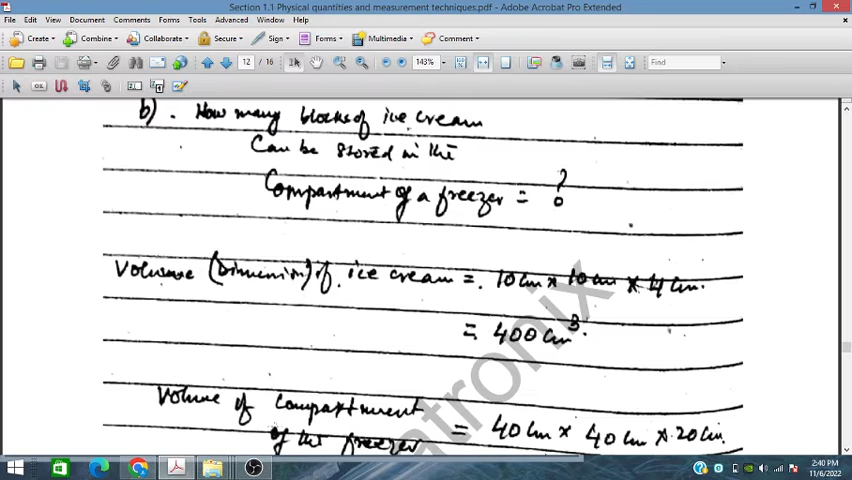 Section 1.1 Physical quantities and measurement techniques.pdf - Adobe Acrobat Pro Extended
File Edit View Document Comments Forms Tools Advanced Window Help
Create Combine Collaborate Secure Sign Forms Multimedia Comment
12 / 16 143% Find
b). How many blocks of ice cream
Can be stored in the
Compartment of a freezer = ?
Volume (Dimension) of ice cream = 10cm x 10cm x 4cm.
= 400cm³.
Volume of Compartment
of the freezer = 40cm x 40cm x 20cm.
atronix
2:40 PM
11/6/2022